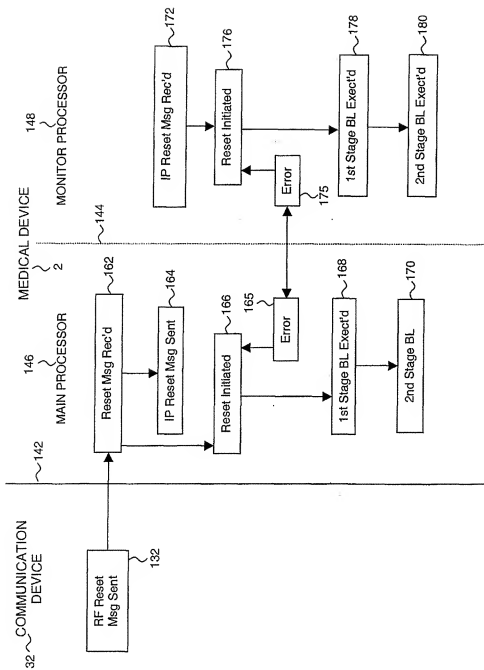 32 COMMUNICATION
DEVICE
RF Reset
Msg Sent
132
142
MEDICAL DEVICE
2
144
146
MAIN PROCESSOR
Reset Msg Rec'd
162
IP Reset Msg Sent
164
Reset Initiated
166
Error
165
1st Stage BL Exect'd
168
2nd Stage BL
170
148
MONITOR PROCESSOR
IP Reset Msg Rec'd
172
Reset Initiated
176
Error
175
1st Stage BL Exect'd
178
2nd Stage BL Exect'd
180